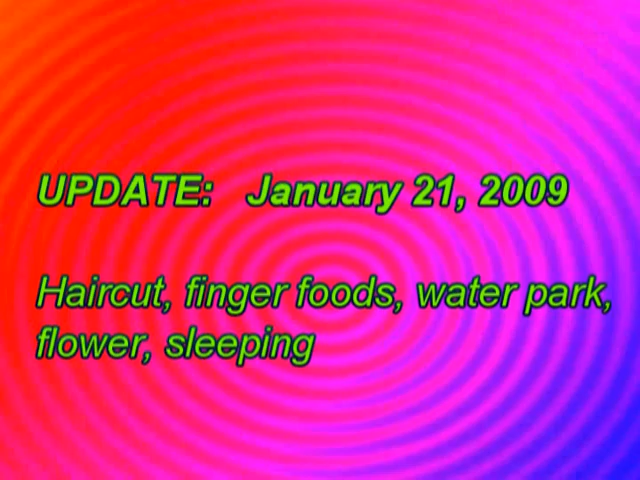 UPDATE: January 21, 2009
Haircut, finger foods, water park,
flower, sleeping